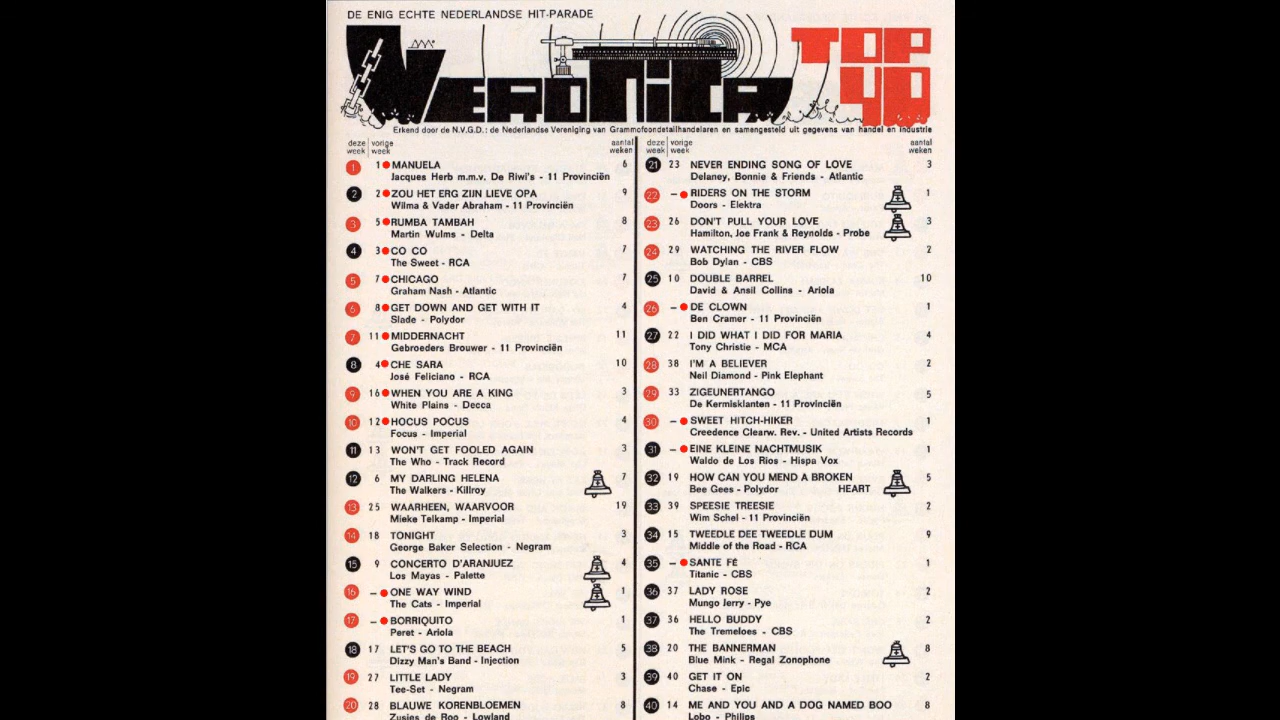 DE ENIG ECHTE NEDERLANDSE HIT-PARADE
VERONICA TOP 40
Erkend door de N.V.G.D.: de Nederlandse Vereniging van Grammofoondetailhandelaren en samengesteld uit gegevens van handel en industrie
deze week vorige week aantal weken
1 1 MANUELA 6
Jacques Herb m.m.v. De Riwi's - 11 Provinciën
2 2 ZOU HET ERG ZIJN LIEVE OPA 9
Wilma & Vader Abraham - 11 Provinciën
3 5 RUMBA TAMBAH 8
Martin Wulms - Delta
4 3 CO CO 7
The Sweet - RCA
5 7 CHICAGO 7
Graham Nash - Atlantic
6 8 GET DOWN AND GET WITH IT 4
Slade - Polydor
7 11 MIDDERNACHT 11
Gebroeders Brouwer - 11 Provinciën
8 4 CHE SARA 10
José Feliciano - RCA
9 16 WHEN YOU ARE A KING 3
White Plains - Decca
10 12 HOCUS POCUS 4
Focus - Imperial
11 13 WON'T GET FOOLED AGAIN 3
The Who - Track Record
12 6 MY DARLING HELENA 7
The Walkers - Killroy
13 25 WAARHEEN, WAARVOOR 19
Mieke Telkamp - Imperial
14 18 TONIGHT 3
George Baker Selection - Negram
15 9 CONCERTO D'ARANJUEZ 4
Los Mayas - Palette
16 – ONE WAY WIND 1
The Cats - Imperial
17 – BORRIQUITO 1
Peret - Ariola
18 17 LET'S GO TO THE BEACH 5
Dizzy Man's Band - Injection
19 27 LITTLE LADY 3
Tee-Set - Negram
20 28 BLAUWE KORENBLOEMEN 8
Zusjes de Roo - Lowland
deze week vorige week aantal weken
21 23 NEVER ENDING SONG OF LOVE 3
Delaney, Bonnie & Friends - Atlantic
22 – RIDERS ON THE STORM 1
Doors - Elektra
23 26 DON'T PULL YOUR LOVE 3
Hamilton, Joe Frank & Reynolds - Probe
24 29 WATCHING THE RIVER FLOW 2
Bob Dylan - CBS
25 10 DOUBLE BARREL 10
David & Ansil Collins - Ariola
26 – DE CLOWN 1
Ben Cramer - 11 Provinciën
27 22 I DID WHAT I DID FOR MARIA 4
Tony Christie - MCA
28 38 I'M A BELIEVER 2
Neil Diamond - Pink Elephant
29 33 ZIGEUNERTANGO 5
De Kermisklanten - 11 Provinciën
30 – SWEET HITCH-HIKER 1
Creedence Clearw. Rev. - United Artists Records
31 – EINE KLEINE NACHTMUSIK 1
Waldo de Los Rios - Hispa Vox
32 19 HOW CAN YOU MEND A BROKEN 5
Bee Gees - Polydor HEART
33 39 SPEESIE TREESIE 2
Wim Schel - 11 Provinciën
34 15 TWEEDLE DEE TWEEDLE DUM 9
Middle of the Road - RCA
35 – SANTE FÉ 1
Titanic - CBS
36 37 LADY ROSE 2
Mungo Jerry - Pye
37 36 HELLO BUDDY 2
The Tremeloes - CBS
38 20 THE BANNERMAN 8
Blue Mink - Regal Zonophone
39 40 GET IT ON 2
Chase - Epic
40 14 ME AND YOU AND A DOG NAMED BOO 8
Lobo - Philips